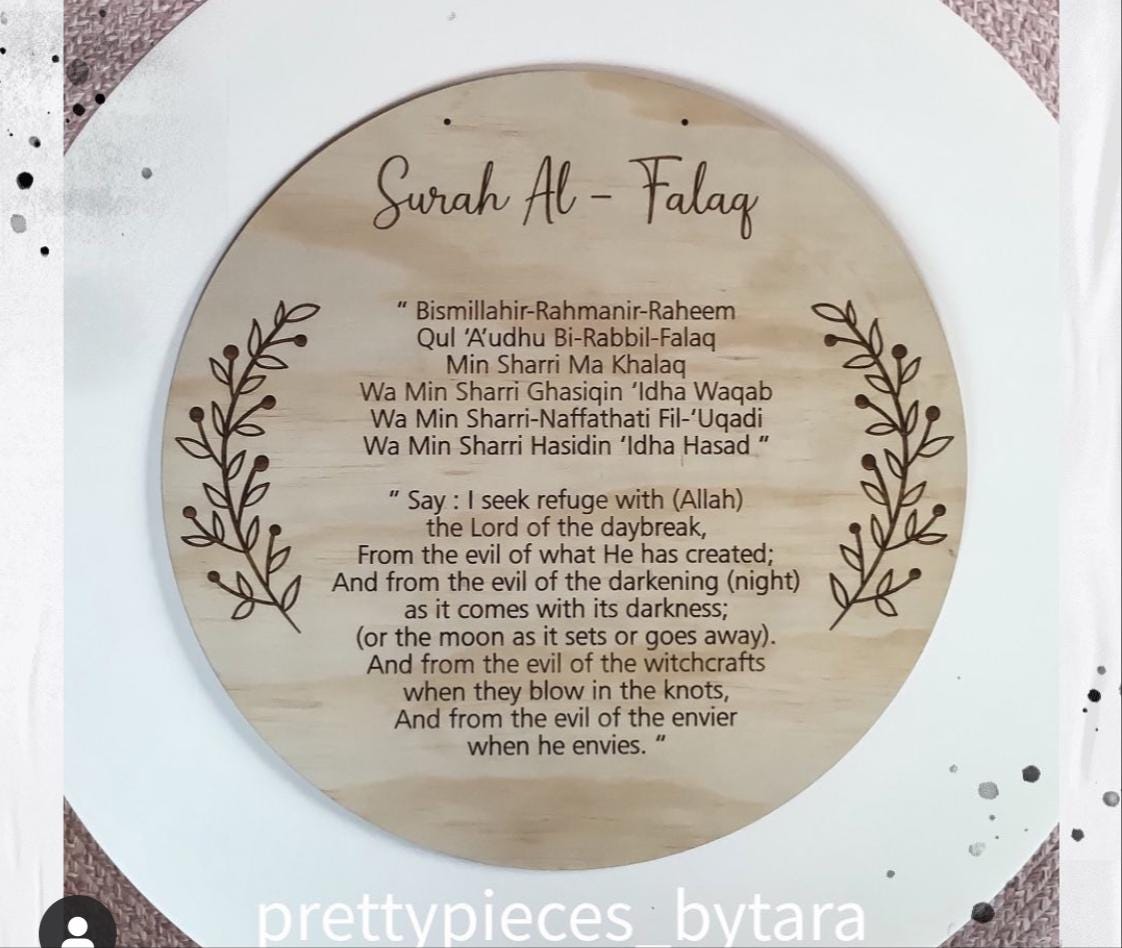 Surah Al - Falaq
“ Bismillahir-Rahmanir-Raheem
Qul ‘A’udhu Bi-Rabbil-Falaq
Min Sharri Ma Khalaq
Wa Min Sharri Ghasiqin ‘Idha Waqab
Wa Min Sharri-Naffathati Fil-‘Uqadi
Wa Min Sharri Hasidin ‘Idha Hasad “
” Say : I seek refuge with (Allah)
the Lord of the daybreak,
From the evil of what He has created;
And from the evil of the darkening (night)
as it comes with its darkness;
(or the moon as it sets or goes away).
And from the evil of the witchcrafts
when they blow in the knots,
And from the evil of the envier
when he envies. ”
prettypieces_bytara